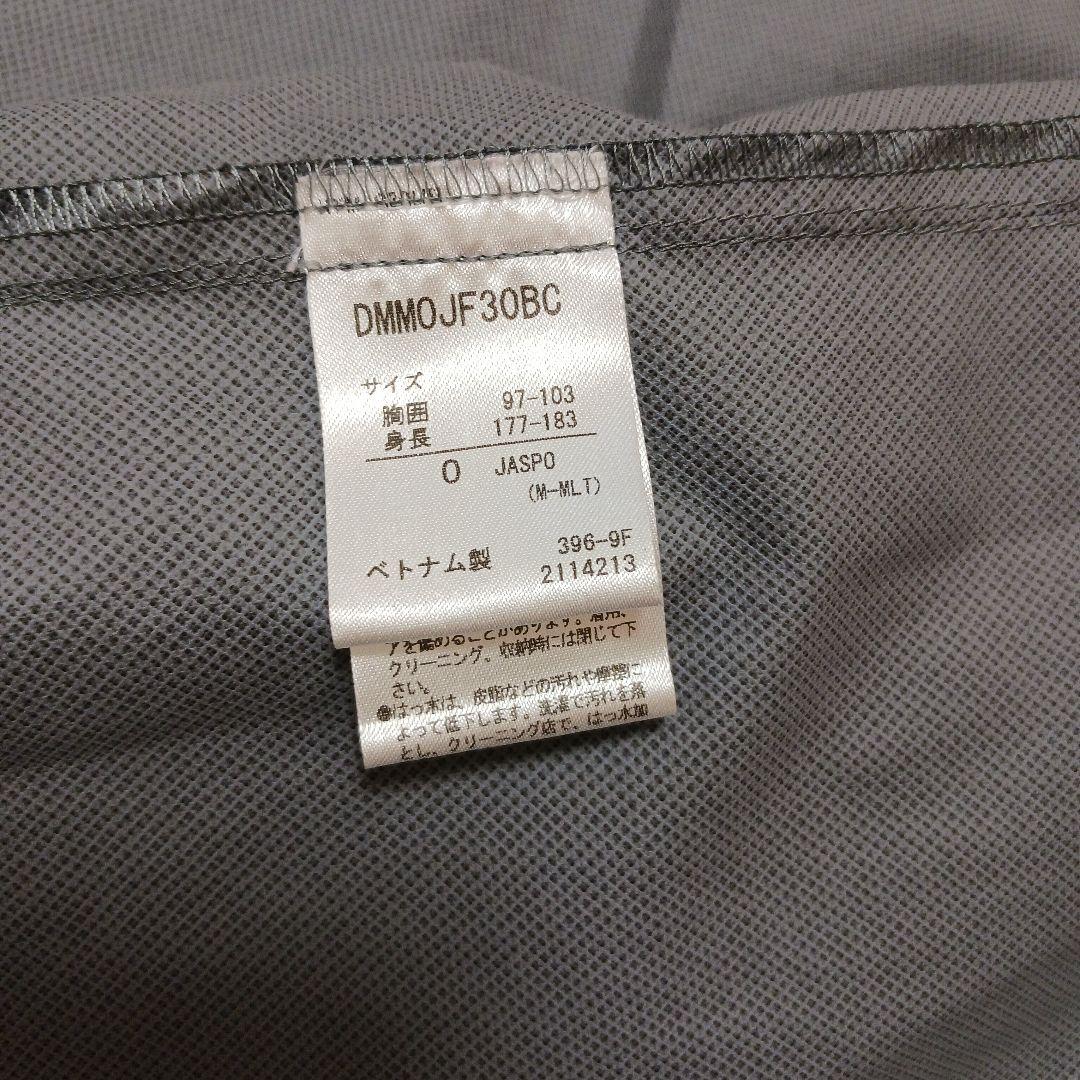 DMMOJF30BC
サイズ
胸囲 97-103
身長 177-183
O JASPO
(M-MLT)
ベトナム製 396-9F
2114213
アを傷めることがあります。着用、
クリーニング、収納時には閉じて下
さい。
●はっ水は、皮脂などの汚れや摩擦に
よって低下します。洗濯で汚れを落
とし、クリーニング店で、はっ水加